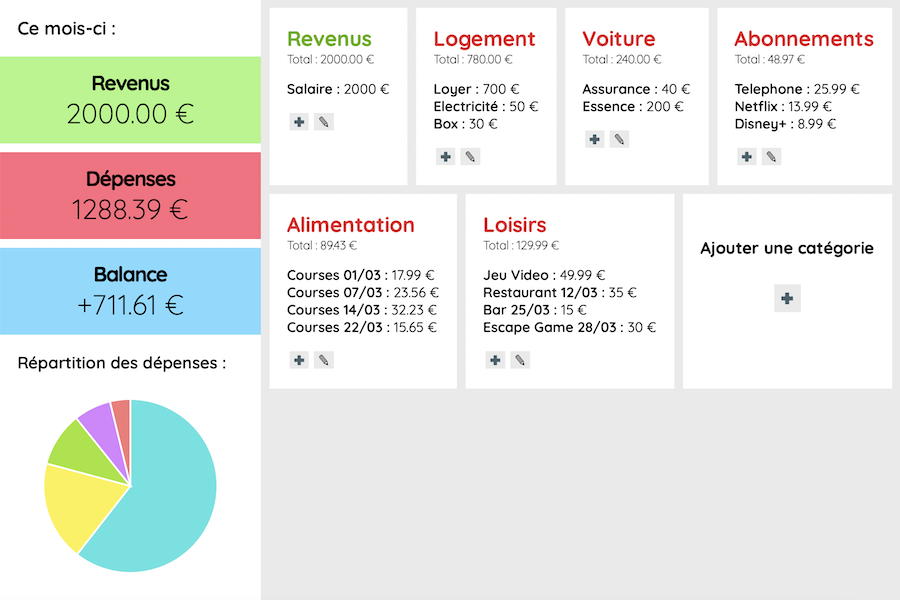 Ce mois-ci :
Revenus
2000.00 €
Dépenses
1288.39 €
Balance
+711.61 €
Répartition des dépenses :
Revenus
Total : 2000.00 €
Salaire : 2000 €
Logement
Total : 780.00 €
Loyer : 700 €
Electricité : 50 €
Box : 30 €
Voiture
Total : 240.00 €
Assurance : 40 €
Essence : 200 €
Abonnements
Total : 48.97 €
Telephone : 25.99 €
Netflix : 13.99 €
Disney+ : 8.99 €
Alimentation
Total : 89.43 €
Courses 01/03 : 17.99 €
Courses 07/03 : 23.56 €
Courses 14/03 : 32.23 €
Courses 22/03 : 15.65 €
Loisirs
Total : 129.99 €
Jeu Video : 49.99 €
Restaurant 12/03 : 35 €
Bar 25/03 : 15 €
Escape Game 28/03 : 30 €
Ajouter une catégorie